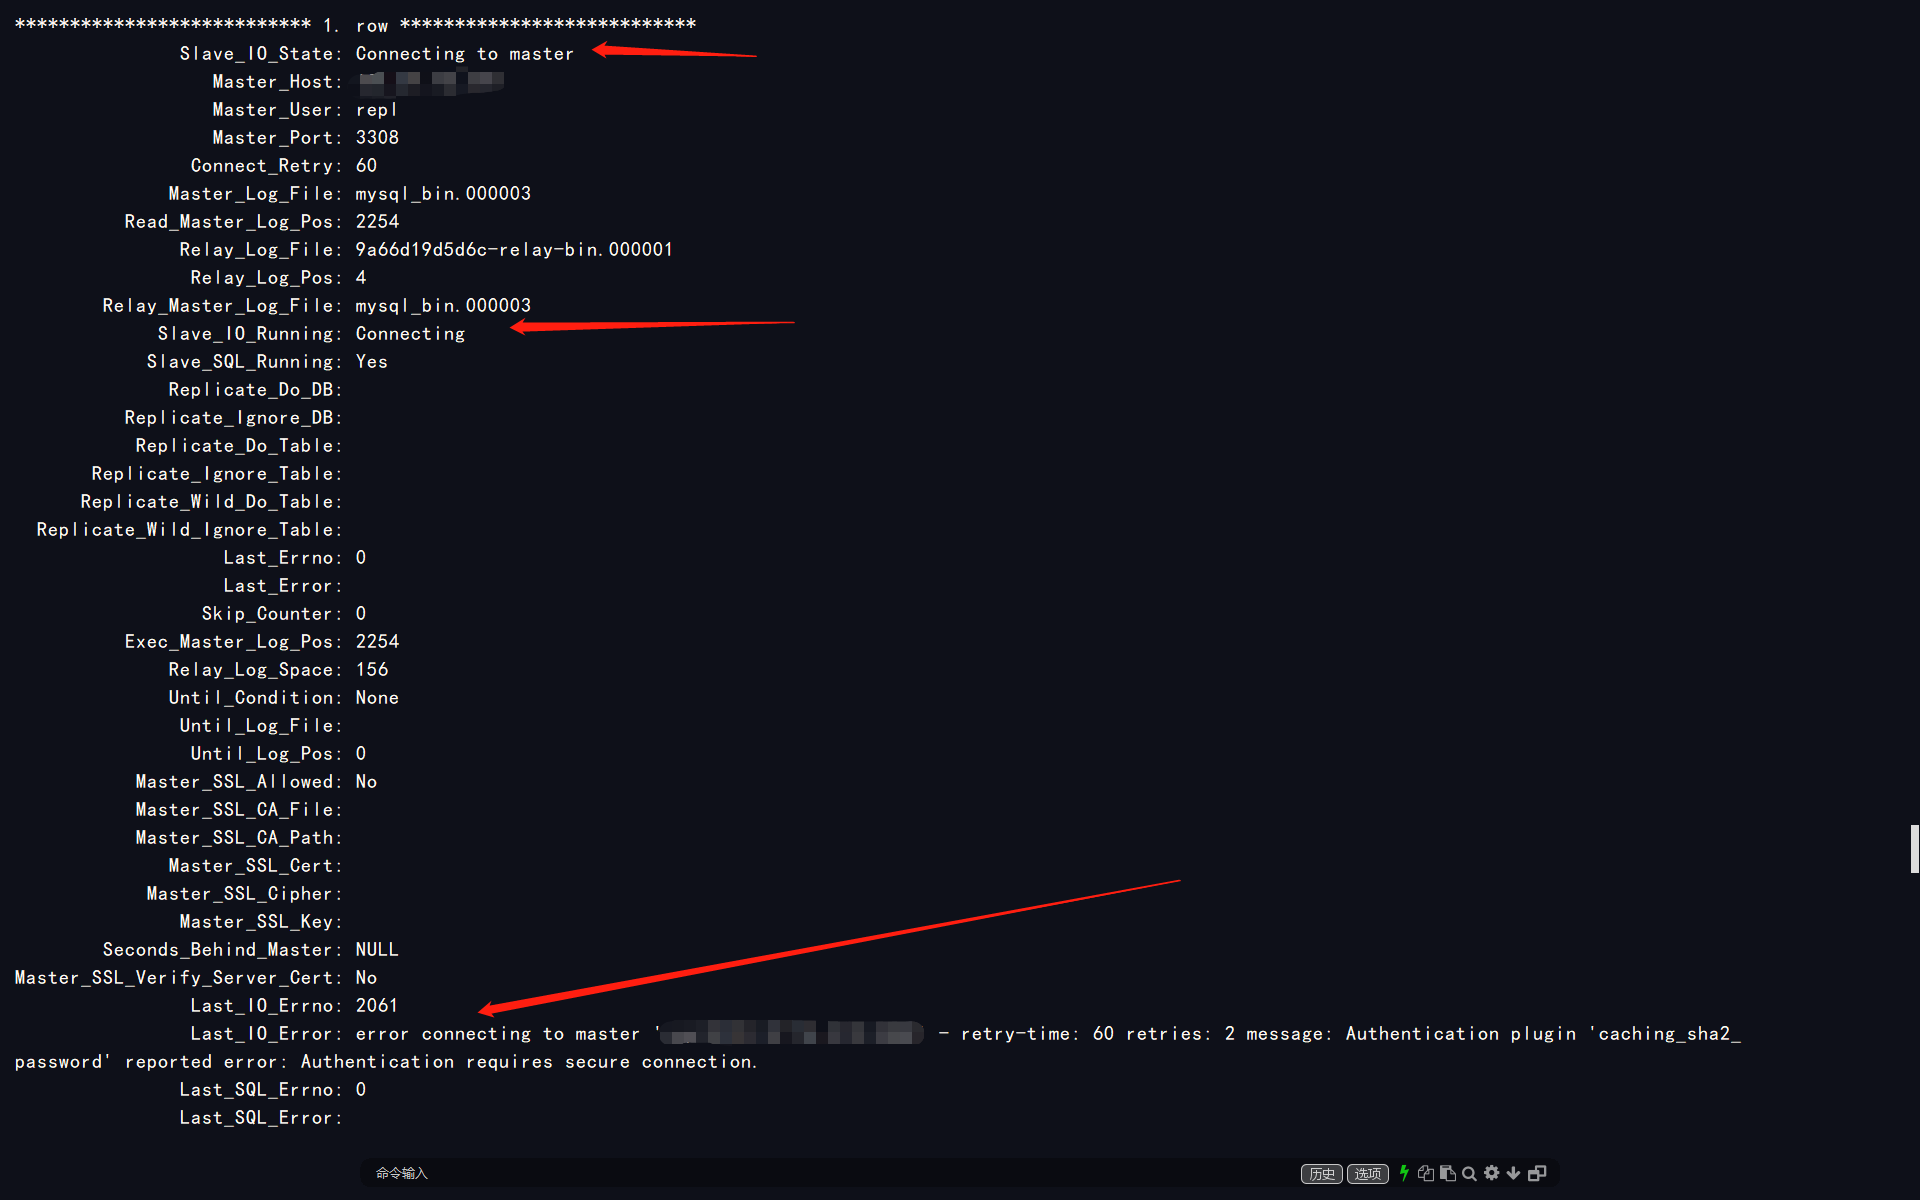 *************************** 1. row ***************************
Slave_IO_State: Connecting to master
Master_Host:
Master_User: repl
Master_Port: 3308
Connect_Retry: 60
Master_Log_File: mysql_bin.000003
Read_Master_Log_Pos: 2254
Relay_Log_File: 9a66d19d5d6c-relay-bin.000001
Relay_Log_Pos: 4
Relay_Master_Log_File: mysql_bin.000003
Slave_IO_Running: Connecting
Slave_SQL_Running: Yes
Replicate_Do_DB:
Replicate_Ignore_DB:
Replicate_Do_Table:
Replicate_Ignore_Table:
Replicate_Wild_Do_Table:
Replicate_Wild_Ignore_Table:
Last_Errno: 0
Last_Error:
Skip_Counter: 0
Exec_Master_Log_Pos: 2254
Relay_Log_Space: 156
Until_Condition: None
Until_Log_File:
Until_Log_Pos: 0
Master_SSL_Allowed: No
Master_SSL_CA_File:
Master_SSL_CA_Path:
Master_SSL_Cert:
Master_SSL_Cipher:
Master_SSL_Key:
Seconds_Behind_Master: NULL
Master_SSL_Verify_Server_Cert: No
Last_IO_Errno: 2061
Last_IO_Error: error connecting to master ' - retry-time: 60 retries: 2 message: Authentication plugin 'caching_sha2_
password' reported error: Authentication requires secure connection.
Last_SQL_Errno: 0
Last_SQL_Error:
命令输入 历史 选项